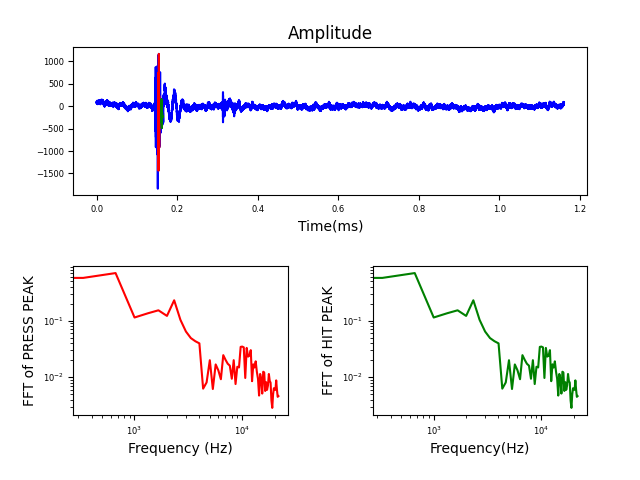 Amplitude
1000
500
0
−500
−1000
−1500
0.0 0.2 0.4 0.6 0.8 1.0 1.2
Time(ms)
FFT of PRESS PEAK
10⁻¹
10⁻²
10³ 10⁴
Frequency (Hz)
FFT of HIT PEAK
10⁻¹
10⁻²
10³ 10⁴
Frequency(Hz)